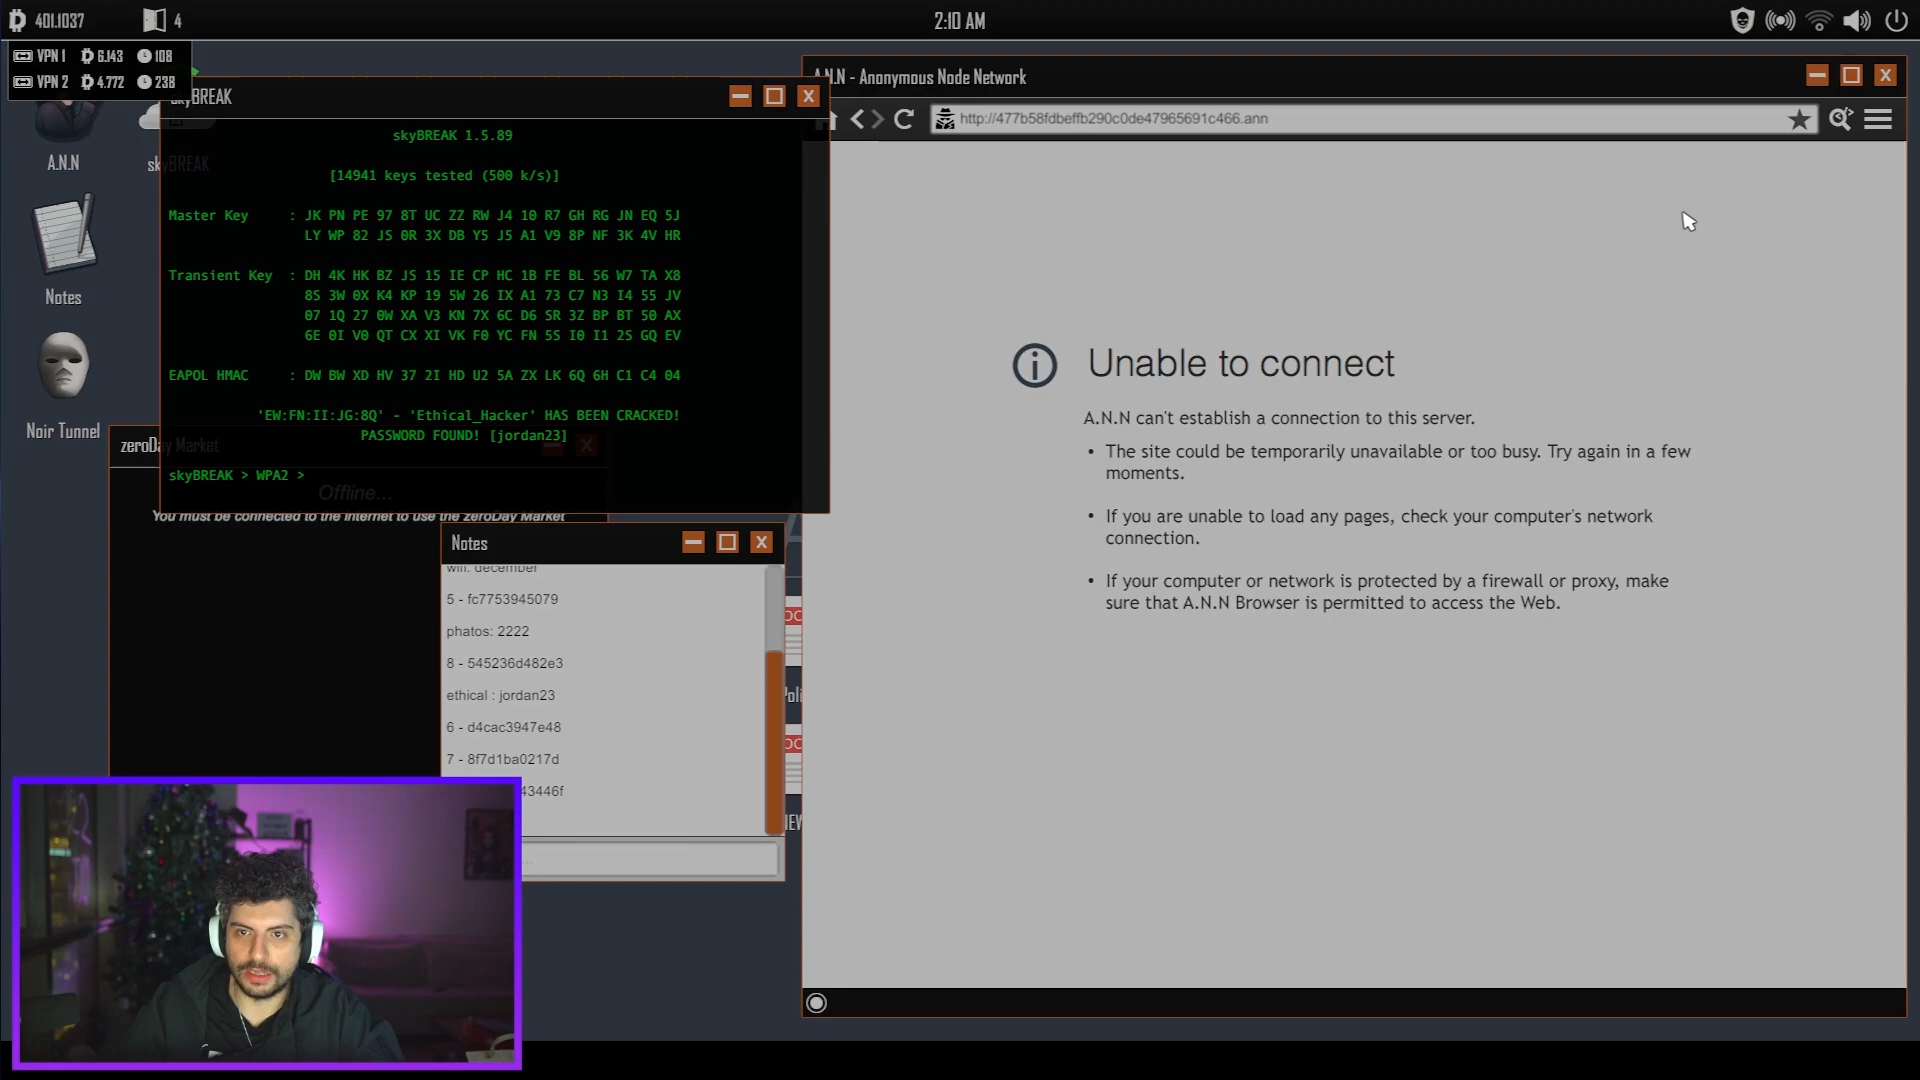 401.1037
4
2:10 AM
VPN 1 6.143 108
VPN 2 4.772 238
A.N.N
skyBREAK
Notes
Noir Tunnel
skyBREAK
skyBREAK 1.5.89
[14941 keys tested (500 k/s)]
Master Key : JK PN PE 97 8T UC ZZ RW J4 10 R7 GH RG JN EQ 5J
LY WP 82 JS 0R 3X DB Y5 J5 A1 V9 8P NF 3K 4V HR
Transient Key : DH 4K HK BZ JS 15 IE CP HC 1B FE BL 56 W7 TA X8
8S 3W 0X K4 KP 19 5W 26 IX A1 73 C7 N3 I4 55 JV
07 1Q 27 0W XA V3 KN 7X 6C D6 SR 3Z BP BT 50 AX
6E 0I V0 QT CX XI VK F0 YC FN 5S I0 I1 2S GQ EV
EAPOL HMAC : DW BW XD HV 37 2I HD U2 5A ZX LK 6Q 6H C1 C4 04
'EW:FN:II:JG:8Q' - 'Ethical_Hacker' HAS BEEN CRACKED!
PASSWORD FOUND! [jordan23]
skyBREAK > WPA2 >
zeroDay Market
Offline...
You must be connected to the internet to use the zeroDay Market
Notes
will: december
5 - fc7753945079
phatos: 2222
8 - 545236d482e3
ethical : jordan23
6 - d4cac3947e48
7 - 8f7d1ba0217d
43446f
A.N.N - Anonymous Node Network
http://477b58fdbeffb290c0de47965691c466.ann
Unable to connect
A.N.N can't establish a connection to this server.
• The site could be temporarily unavailable or too busy. Try again in a few
moments.
• If you are unable to load any pages, check your computer's network
connection.
• If your computer or network is protected by a firewall or proxy, make
sure that A.N.N Browser is permitted to access the Web.